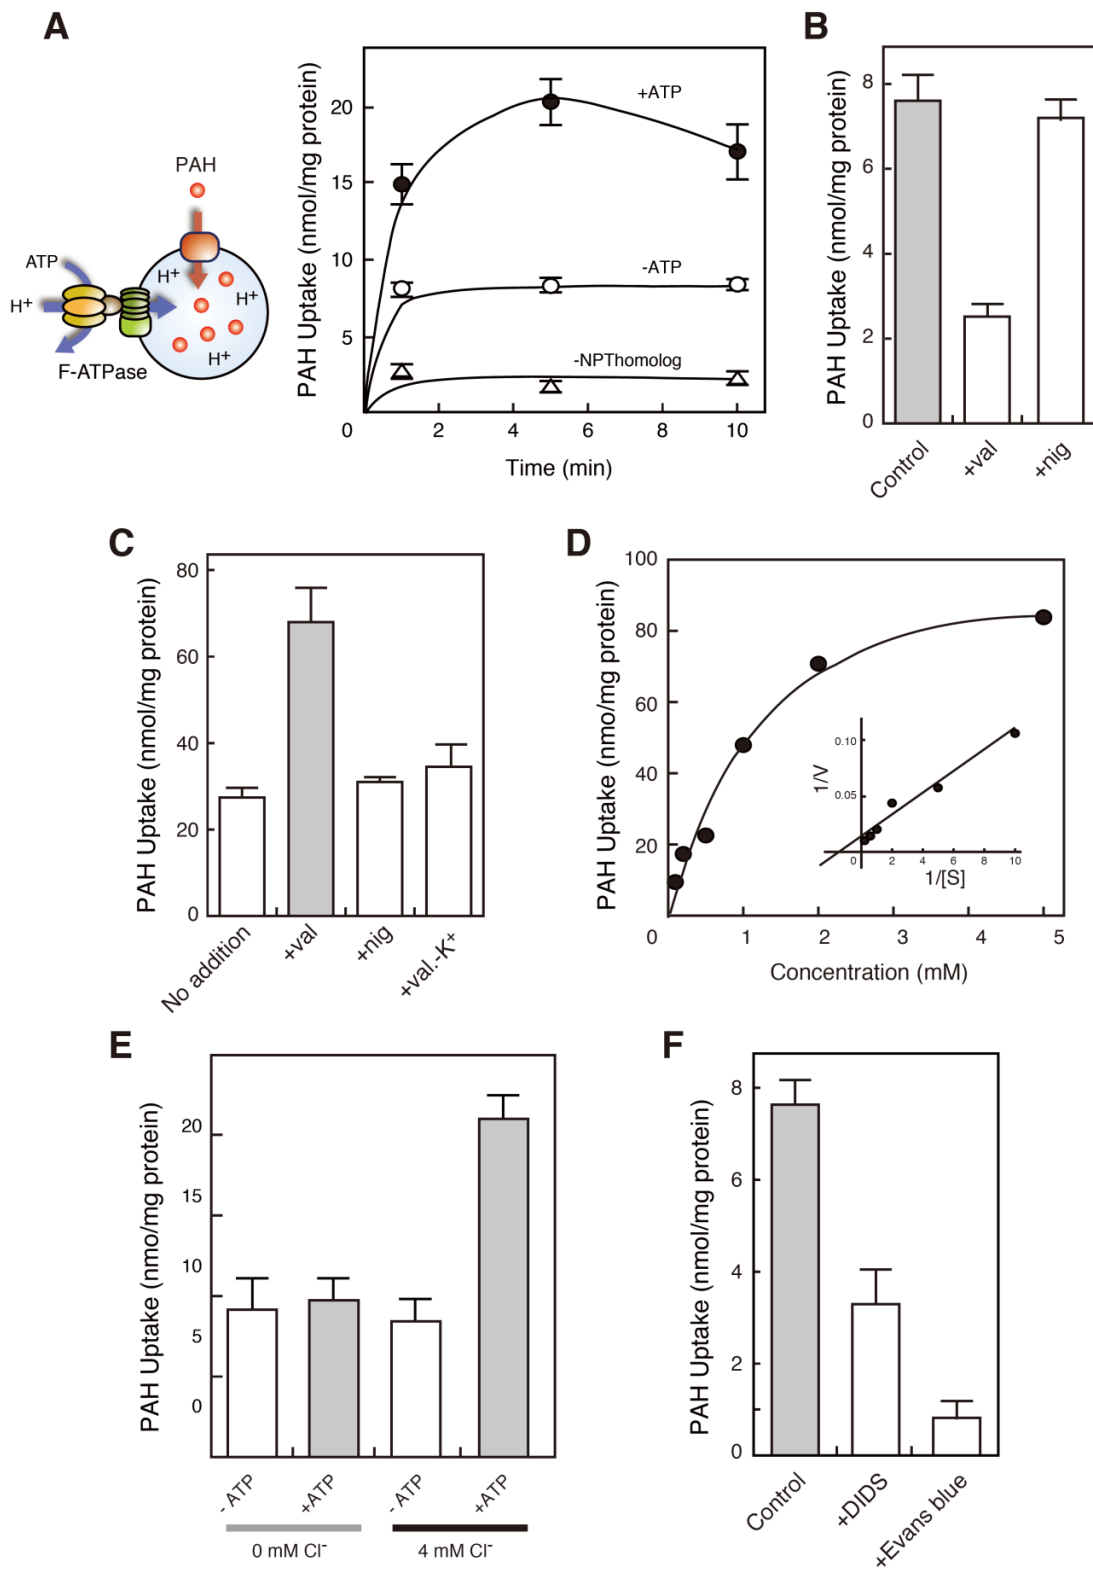 A
PAH
ATP
H+
H+
H+
H+
F-ATPase
PAH Uptake (nmol/mg protein)
20
15
10
5
0
2
4
6
8
10
+ATP
-ATP
-NPThomolog
Time (min)
B
PAH Uptake (nmol/mg protein)
8
6
4
2
0
Control
+val
+nig
C
PAH Uptake (nmol/mg protein)
80
60
40
20
0
No addition
+val
+nig
+val.-K+
D
PAH Uptake (nmo/mg protein)
100
80
60
40
20
0
1
2
3
4
5
Concentration (mM)
1/V
0.10
0.05
0
2
4
6
8
10
1/[S]
E
PAH Uptake (nmo/mg protein)
20
15
10
5
0
- ATP
+ATP
- ATP
+ATP
0 mM Cl-
4 mM Cl-
F
PAH Uptake (nmol/mg protein)
8
6
4
2
0
Control
+DIDS
+Evans blue